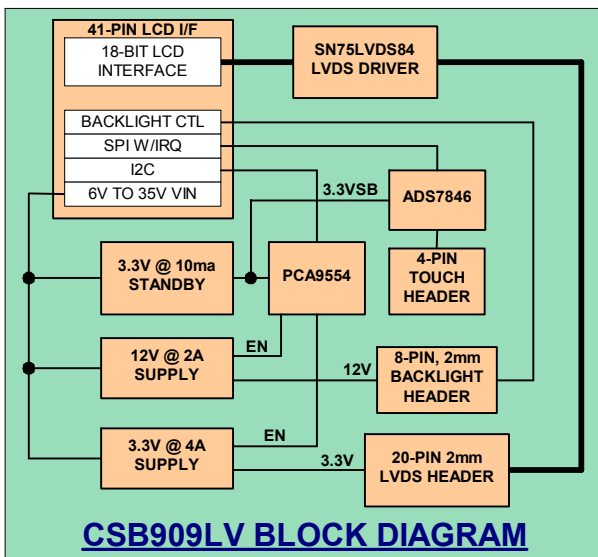 41-PIN LCD I/F
18-BIT LCD
INTERFACE
SN75LVDS84
LVDS DRIVER
BACKLIGHT CTL
SPI W/IRQ
I2C
6V TO 35V VIN
3.3VSB
ADS7846
3.3V @ 10ma
STANDBY
PCA9554
4-PIN
TOUCH
HEADER
12V @ 2A
SUPPLY
EN
12V
8-PIN, 2mm
BACKLIGHT
HEADER
3.3V @ 4A
SUPPLY
EN
3.3V
20-PIN 2mm
LVDS HEADER
CSB909LV BLOCK DIAGRAM